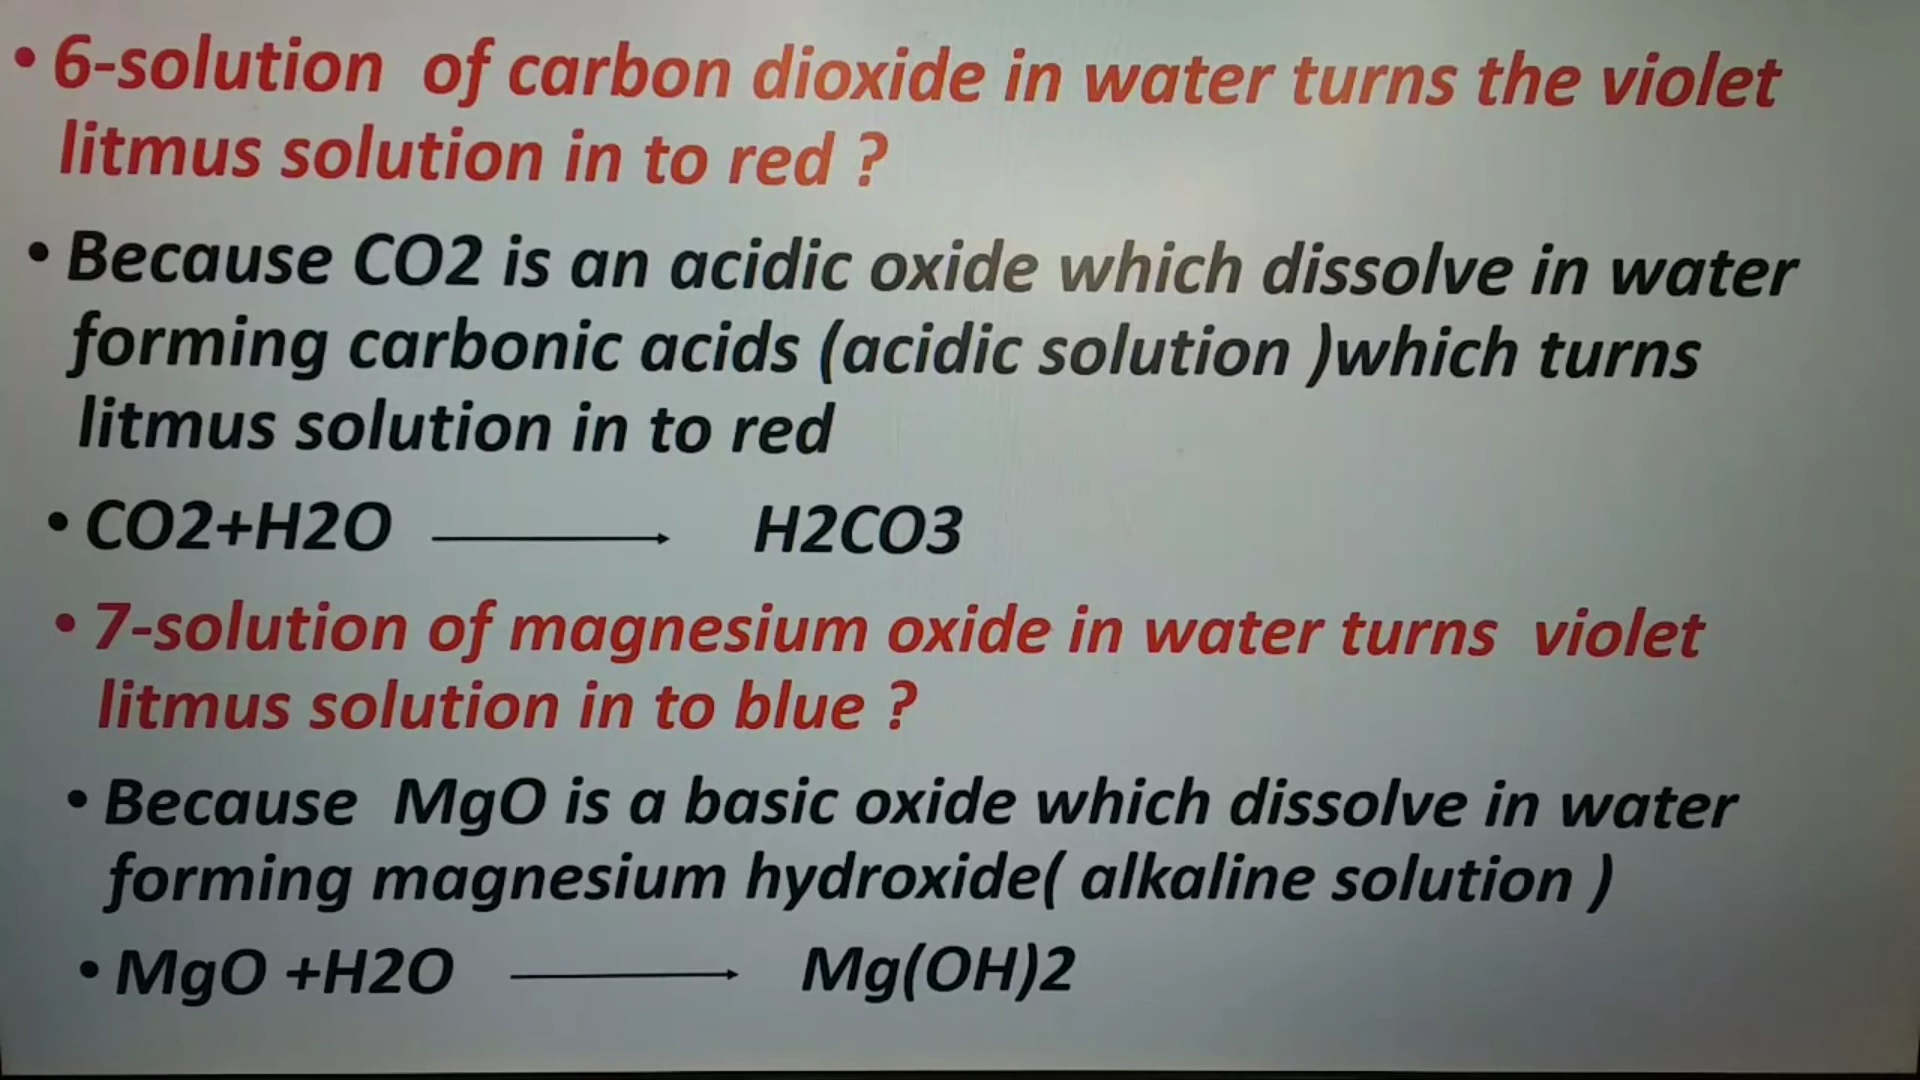 • 6-solution of carbon dioxide in water turns the violet
litmus solution in to red ?
• Because CO2 is an acidic oxide which dissolve in water
forming carbonic acids (acidic solution )which turns
litmus solution in to red
• CO2+H2O ⟶ H2CO3
• 7-solution of magnesium oxide in water turns violet
litmus solution in to blue ?
• Because MgO is a basic oxide which dissolve in water
forming magnesium hydroxide( alkaline solution )
• MgO +H2O ⟶ Mg(OH)2